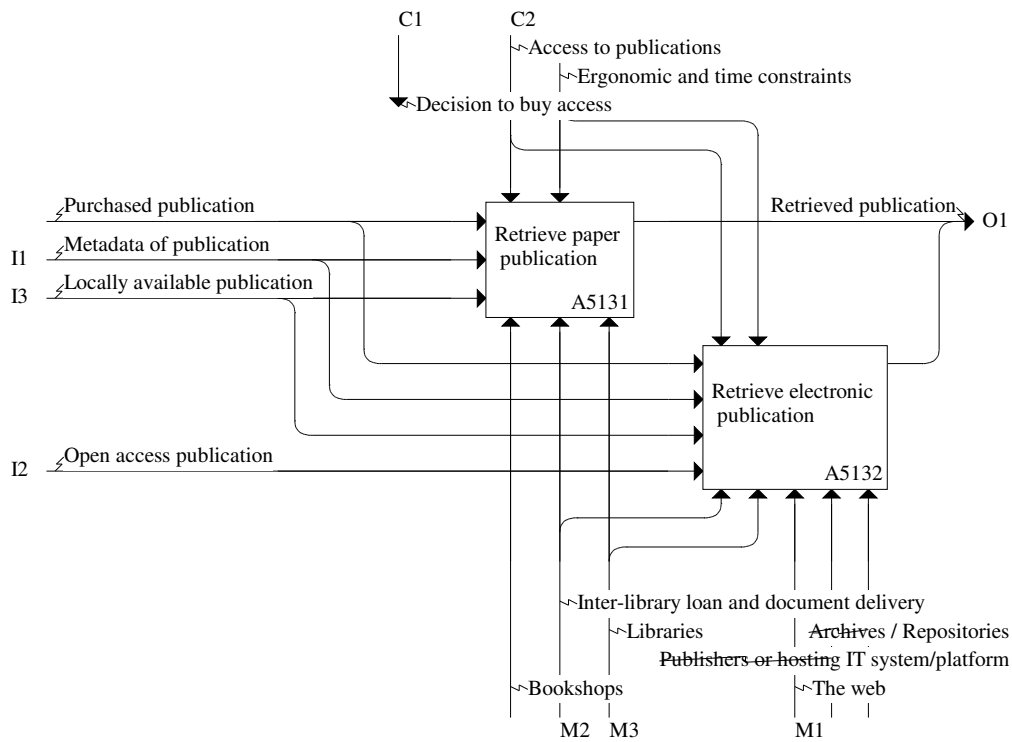 C1
C2
Access to publications
Ergonomic and time constraints
Decision to buy access
Purchased publication
Retrieved publication
O1
Retrieve paper
publication
I1
Metadata of publication
I3
Locally available publication
A5131
Retrieve electronic
publication
I2
Open access publication
A5132
Inter-library loan and document delivery
Libraries
Archives / Repositories
Publishers or hosting IT system/platform
Bookshops
The web
M2
M3
M1